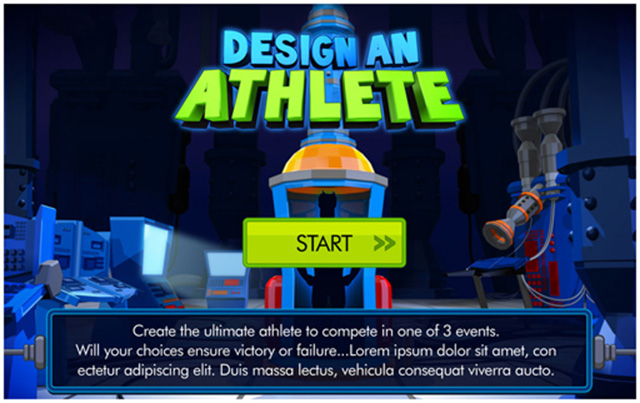 DESIGN AN
ATHLETE
START >>
Create the ultimate athlete to compete in one of 3 events.
Will your choices ensure victory or failure...Lorem ipsum dolor sit amet, con
ectetur adipiscing elit. Duis massa lectus, vehicula consequat viverra aucto.